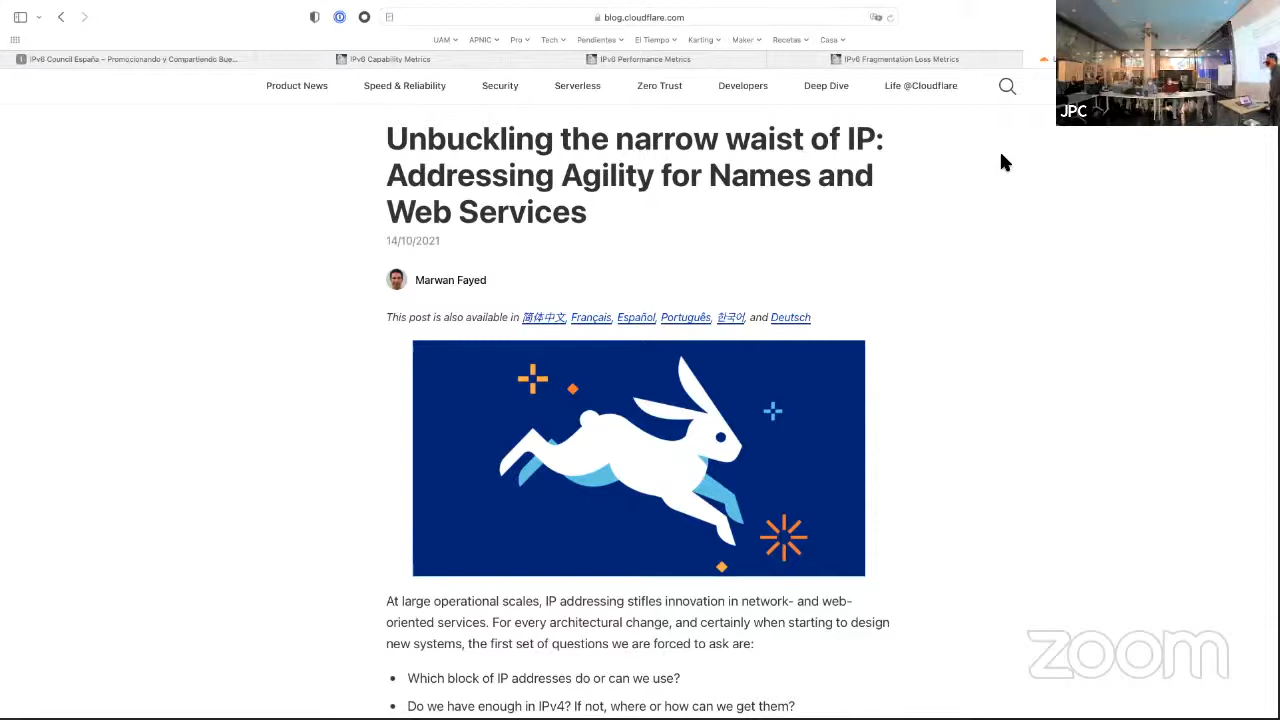 blog.cloudflare.com
UAM APNIC Pro Tech Pendientes El Tiempo Karting Maker Recetas Casa
IPv6 Council España – Promocionando y Compartiendo Bue... IPv6 Capability Metrics IPv6 Performance Metrics IPv6 Fragmentation Loss Metrics
Product News Speed & Reliability Security Serverless Zero Trust Developers Deep Dive Life @Cloudflare
JPC
Unbuckling the narrow waist of IP:
Addressing Agility for Names and
Web Services
14/10/2021
Marwan Fayed
This post is also available in 简体中文, Français, Español, Português, 한국어, and Deutsch
At large operational scales, IP addressing stifles innovation in network- and web-
oriented services. For every architectural change, and certainly when starting to design
new systems, the first set of questions we are forced to ask are:
• Which block of IP addresses do or can we use?
• Do we have enough in IPv4? If not, where or how can we get them?
zoom